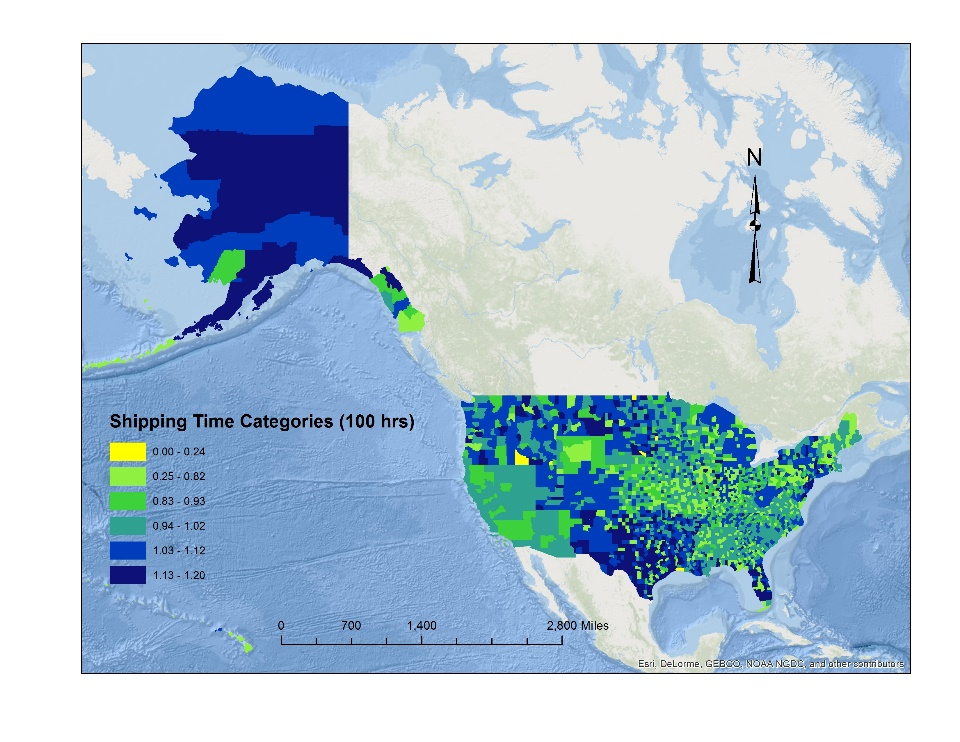 N
Shipping Time Categories (100 hrs)
0.00 - 0.24
0.25 - 0.82
0.83 - 0.93
0.94 - 1.02
1.03 - 1.12
1.13 - 1.20
0 700 1,400 2,800 Miles
Esri, DeLorme, GEBCO, NOAA NGDC, and other contributors